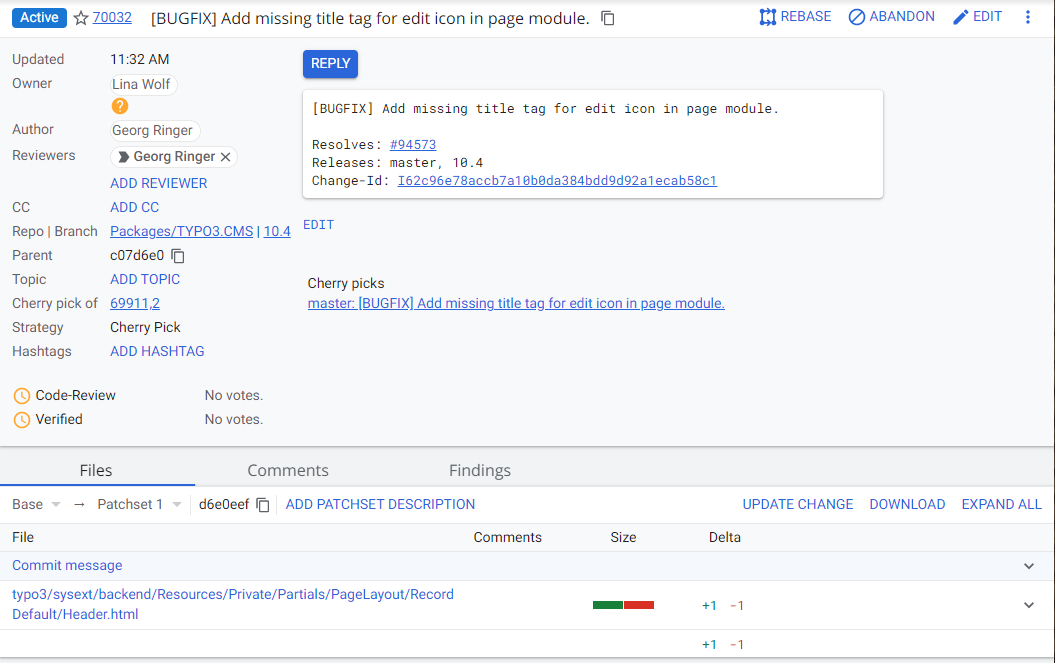 Active 70032 [BUGFIX] Add missing title tag for edit icon in page module. REBASE ABANDON EDIT
Updated 11:32 AM
Owner Lina Wolf
?
Author Georg Ringer
Reviewers Georg Ringer
ADD REVIEWER
CC ADD CC
Repo | Branch Packages/TYPO3.CMS | 10.4
Parent c07d6e0
Topic ADD TOPIC
Cherry pick of 69911,2
Strategy Cherry Pick
Hashtags ADD HASHTAG
Code-Review No votes.
Verified No votes.
REPLY
[BUGFIX] Add missing title tag for edit icon in page module.
Resolves: #94573
Releases: master, 10.4
Change-Id: I62c96e78accb7a10b0da384bdd9d92a1ecab58c1
EDIT
Cherry picks
master: [BUGFIX] Add missing title tag for edit icon in page module.
Files Comments Findings
Base → Patchset 1 d6e0eef ADD PATCHSET DESCRIPTION UPDATE CHANGE DOWNLOAD EXPAND ALL
File Comments Size Delta
Commit message
typo3/sysext/backend/Resources/Private/Partials/PageLayout/Record
Default/Header.html +1 -1
+1 -1